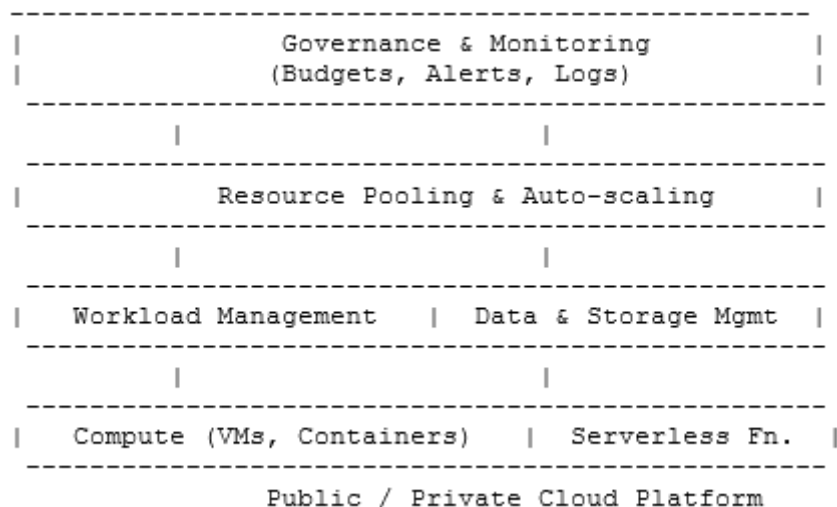 Governance & Monitoring
(Budgets, Alerts, Logs)
Resource Pooling & Auto-scaling
Workload Management | Data & Storage Mgmt
Compute (VMs, Containers) | Serverless Fn.
Public / Private Cloud Platform